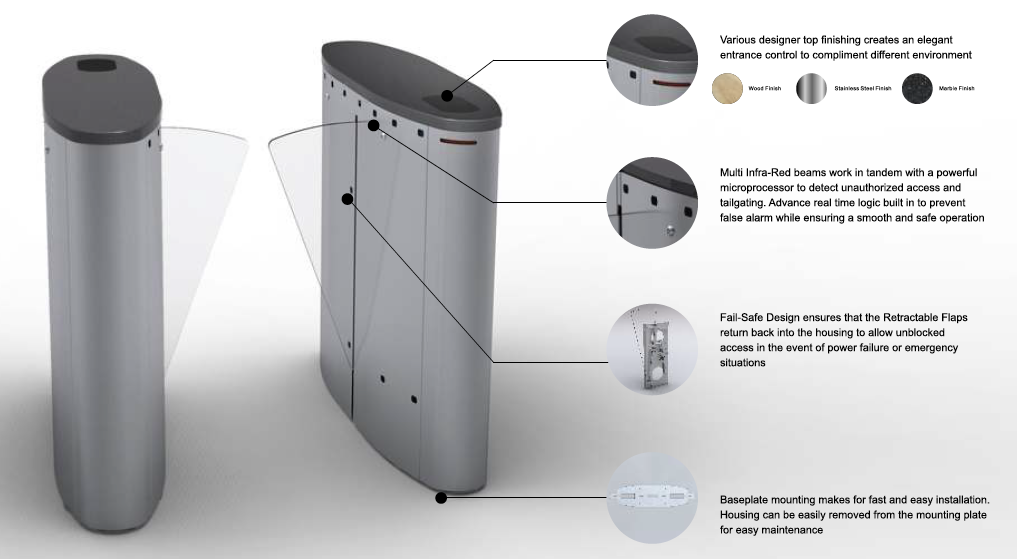 Various designer top finishing creates an elegant
entrance control to compliment different environment
Wood Finish
Stainless Steel Finish
Marble Finish
Multi Infra-Red beams work in tandem with a powerful
microprocessor to detect unauthorized access and
tailgating. Advance real time logic built in to prevent
false alarm while ensuring a smooth and safe operation
Fail-Safe Design ensures that the Retractable Flaps
return back into the housing to allow unblocked
access in the event of power failure or emergency
situations
Baseplate mounting makes for fast and easy installation.
Housing can be easily removed from the mounting plate
for easy maintenance